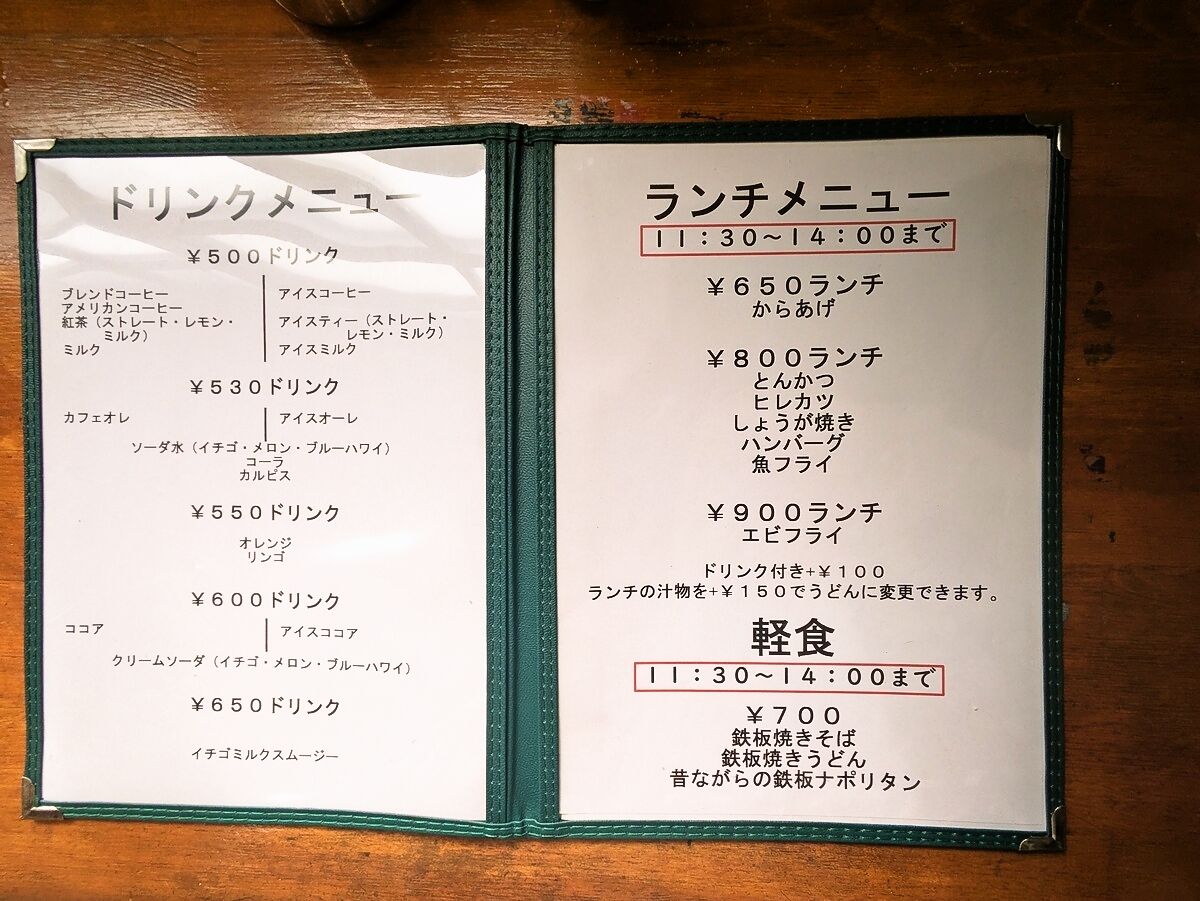 ドリンクメニュー
￥５００ドリンク
ブレンドコーヒー
アメリカンコーヒー
紅茶（ストレート・レモン・
ミルク）
ミルク
アイスコーヒー
アイスティー（ストレート・
レモン・ミルク）
アイスミルク
￥５３０ドリンク
カフェオレ
アイスオーレ
ソーダ水（イチゴ・メロン・ブルーハワイ）
コーラ
カルピス
￥５５０ドリンク
オレンジ
リンゴ
￥６００ドリンク
ココア
アイスココア
クリームソーダ（イチゴ・メロン・ブルーハワイ）
￥６５０ドリンク
イチゴミルクスムージー
ランチメニュー
１１：３０～１４：００まで
￥６５０ランチ
からあげ
￥８００ランチ
とんかつ
ヒレカツ
しょうが焼き
ハンバーグ
魚フライ
￥９００ランチ
エビフライ
ドリンク付き+￥１００
ランチの汁物を+￥１５０でうどんに変更できます。
軽食
１１：３０～１４：００まで
￥７００
鉄板焼きそば
鉄板焼きうどん
昔ながらの鉄板ナポリタン